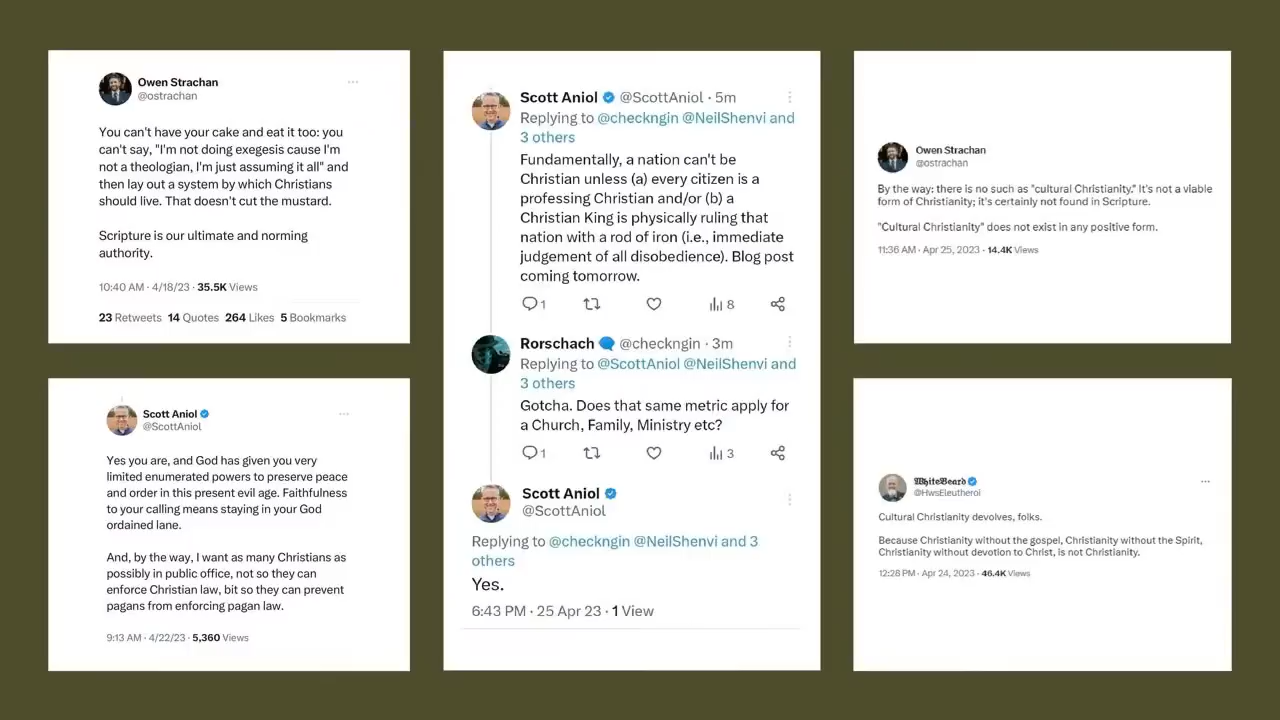 Owen Strachan
@ostrachan
You can't have your cake and eat it too: you
can't say, "I'm not doing exegesis cause I'm
not a theologian, I'm just assuming it all" and
then lay out a system by which Christians
should live. That doesn't cut the mustard.
Scripture is our ultimate and norming
authority.
10:40 AM · 4/18/23 · 35.5K Views
23 Retweets 14 Quotes 264 Likes 5 Bookmarks
Scott Aniol
@ScottAniol
Yes you are, and God has given you very
limited enumerated powers to preserve peace
and order in this present evil age. Faithfulness
to your calling means staying in your God
ordained lane.
And, by the way, I want as many Christians as
possibly in public office, not so they can
enforce Christian law, bit so they can prevent
pagans from enforcing pagan law.
9:13 AM · 4/22/23 · 5,360 Views
Scott Aniol @ScottAniol · 5m
Replying to @checkngin @NeilShenvi and
3 others
Fundamentally, a nation can't be
Christian unless (a) every citizen is a
professing Christian and/or (b) a
Christian King is physically ruling that
nation with a rod of iron (i.e., immediate
judgement of all disobedience). Blog post
coming tomorrow.
1 8
Rorschach @checkngin · 3m
Replying to @ScottAniol @NeilShenvi and
3 others
Gotcha. Does that same metric apply for
a Church, Family, Ministry etc?
1 3
Scott Aniol
@ScottAniol
Replying to @checkngin @NeilShenvi and 3
others
Yes.
6:43 PM · 25 Apr 23 · 1 View
Owen Strachan
@ostrachan
By the way: there is no such as "cultural Christianity." It's not a viable
form of Christianity; it's certainly not found in Scripture.
"Cultural Christianity" does not exist in any positive form.
11:36 AM · Apr 25, 2023 · 14.4K Views
WhiteBeard
@HwsEleutheroi
Cultural Christianity devolves, folks.
Because Christianity without the gospel, Christianity without the Spirit,
Christianity without devotion to Christ, is not Christianity.
12:28 PM · Apr 24, 2023 · 46.4K Views